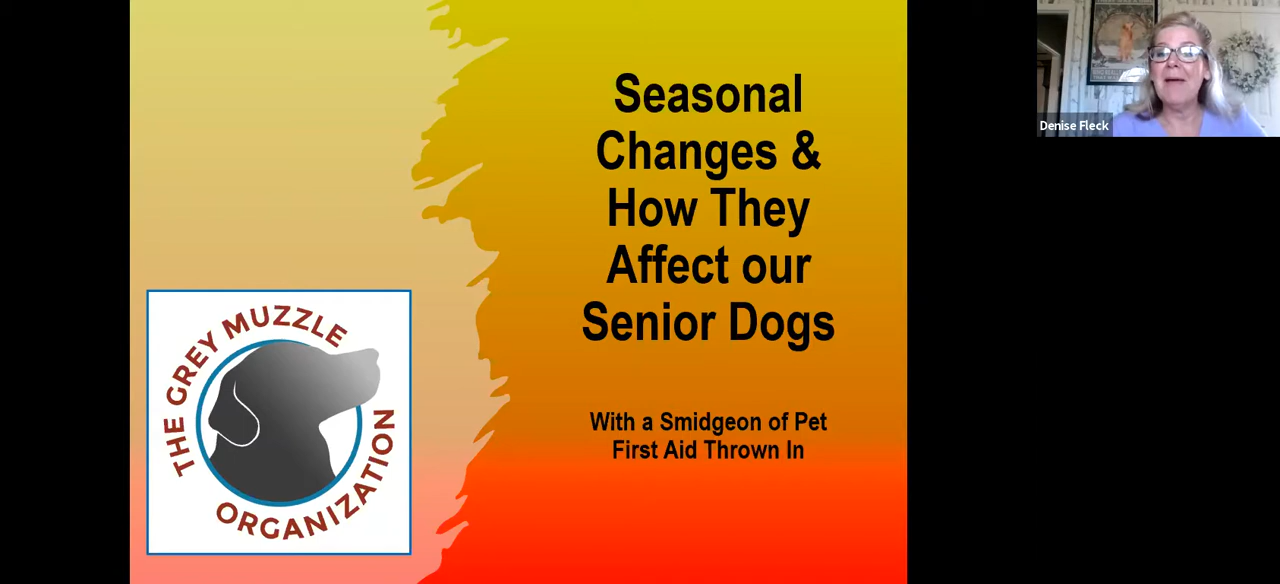 Seasonal
Changes &
How They
Affect our
Senior Dogs
With a Smidgeon of Pet
First Aid Thrown In
THE GREY MUZZLE
ORGANIZATION
Denise Fleck